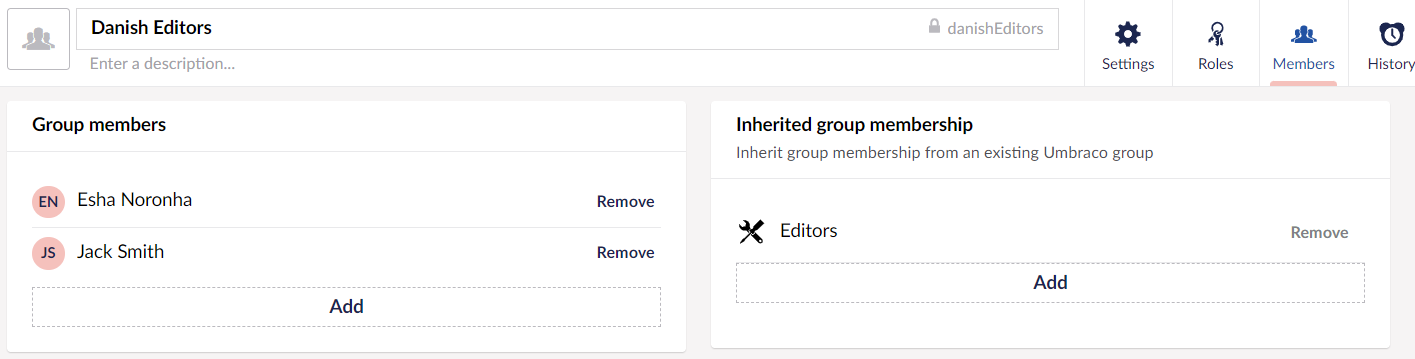 Danish Editors
danishEditors
Enter a description...
Settings
Roles
Members
History
Group members
EN Esha Noronha Remove
JS Jack Smith Remove
Add
Inherited group membership
Inherit group membership from an existing Umbraco group
Editors Remove
Add